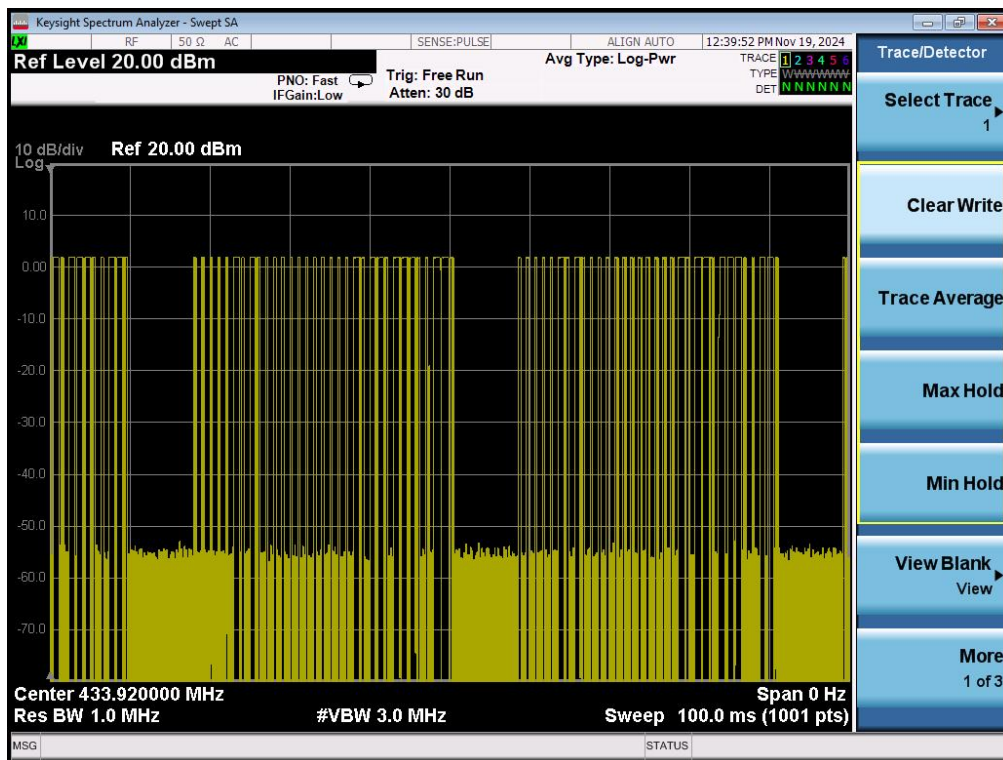 Keysight Spectrum Analyzer - Swept SA
LXI RF 50 Ω AC SENSE:PULSE ALIGN AUTO 12:39:52 PM Nov 19, 2024
Ref Level 20.00 dBm
PNO: Fast
IFGain:Low
Trig: Free Run
Atten: 30 dB
Avg Type: Log-Pwr
TRACE 1 2 3 4 5 6
TYPE WWWWWW
DET N N N N N N
10 dB/div Ref 20.00 dBm
Log
10.0
0.00
-10.0
-20.0
-30.0
-40.0
-50.0
-60.0
-70.0
Center 433.920000 MHz Span 0 Hz
Res BW 1.0 MHz #VBW 3.0 MHz Sweep 100.0 ms (1001 pts)
MSG STATUS
Trace/Detector
Select Trace
1
Clear Write
Trace Average
Max Hold
Min Hold
View Blank
View
More
1 of 3